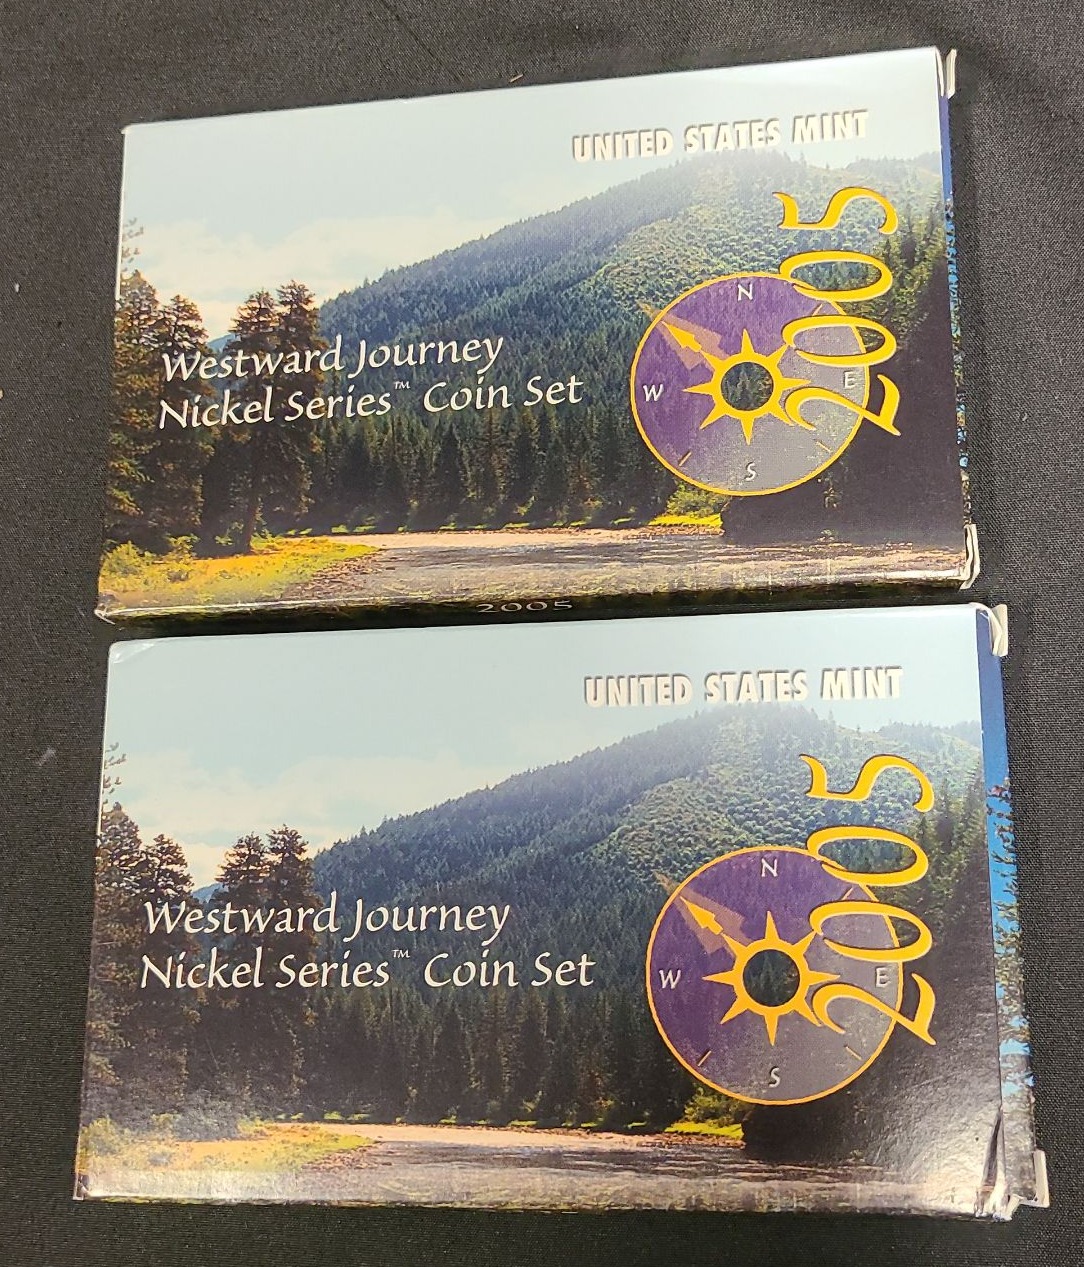 UNITED STATES MINT
2005
N
W
E
S
Westward Journey
Nickel Series™ Coin Set
2005
UNITED STATES MINT
2005
N
W
E
S
Westward Journey
Nickel Series™ Coin Set